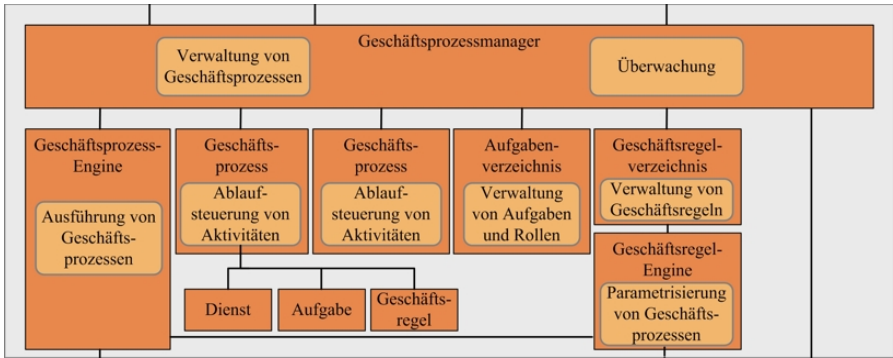 Geschäftsprozessmanager
Verwaltung von
Geschäftsprozessen
Überwachung
Geschäftsprozess-
Engine
Ausführung von
Geschäfts-
prozessen
Geschäfts-
prozess
Ablauf-
steuerung von
Aktivitäten
Geschäfts-
prozess
Ablauf-
steuerung von
Aktivitäten
Aufgaben-
verzeichnis
Verwaltung
von Aufgaben
und Rollen
Geschäftsregel-
verzeichnis
Verwaltung von
Geschäftsregeln
Dienst
Aufgabe
Geschäfts-
regel
Geschäftsregel-
Engine
Parametrisierung
von Geschäfts-
prozessen